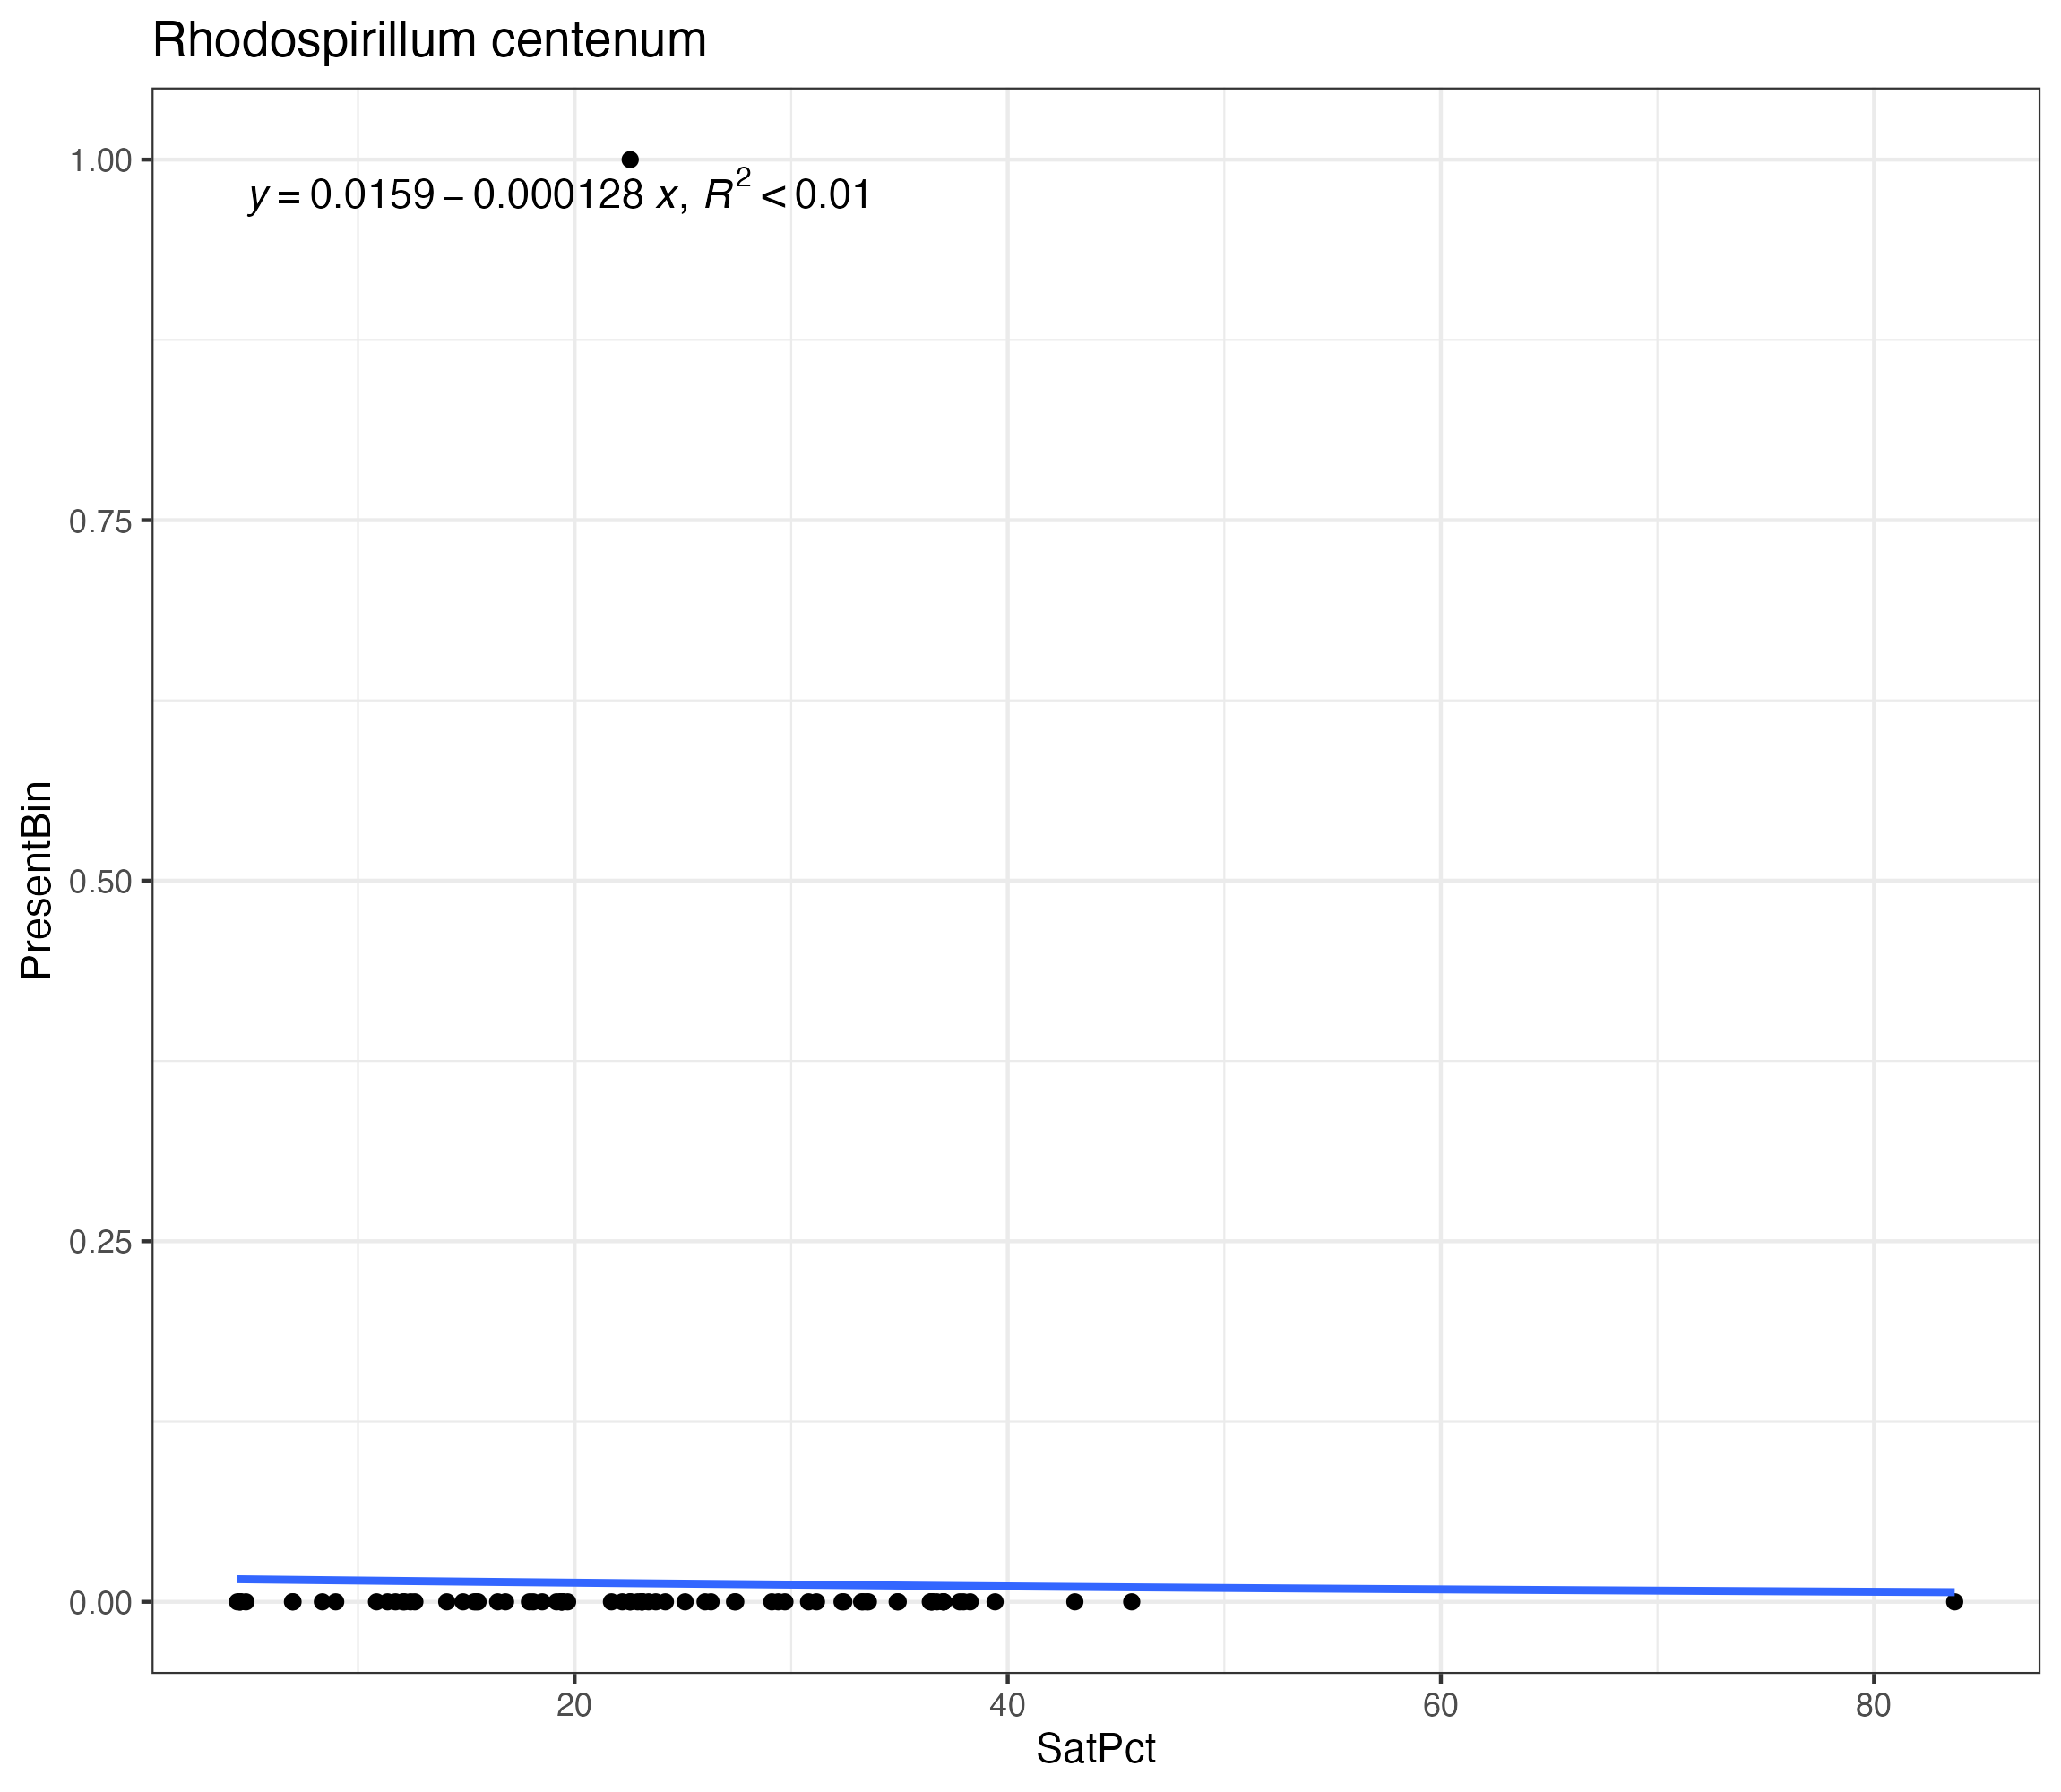 Rhodospirillum centenum
1.00
y = 0.0159 − 0.000128 x, R² < 0.01
0.75
0.50
0.25
0.00
PresentBin
20 40 60 80
SatPct